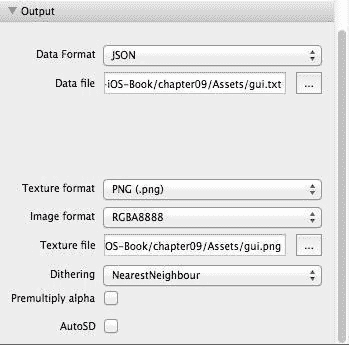 Output
Data Format JSON
Data file -iOS-Book/chapter09/Assets/gui.txt ...
Texture format PNG (.png)
Image format RGBA8888
Texture file OS-Book/chapter09/Assets/gui.png ...
Dithering NearestNeighbour
Premultiply alpha
AutoSD